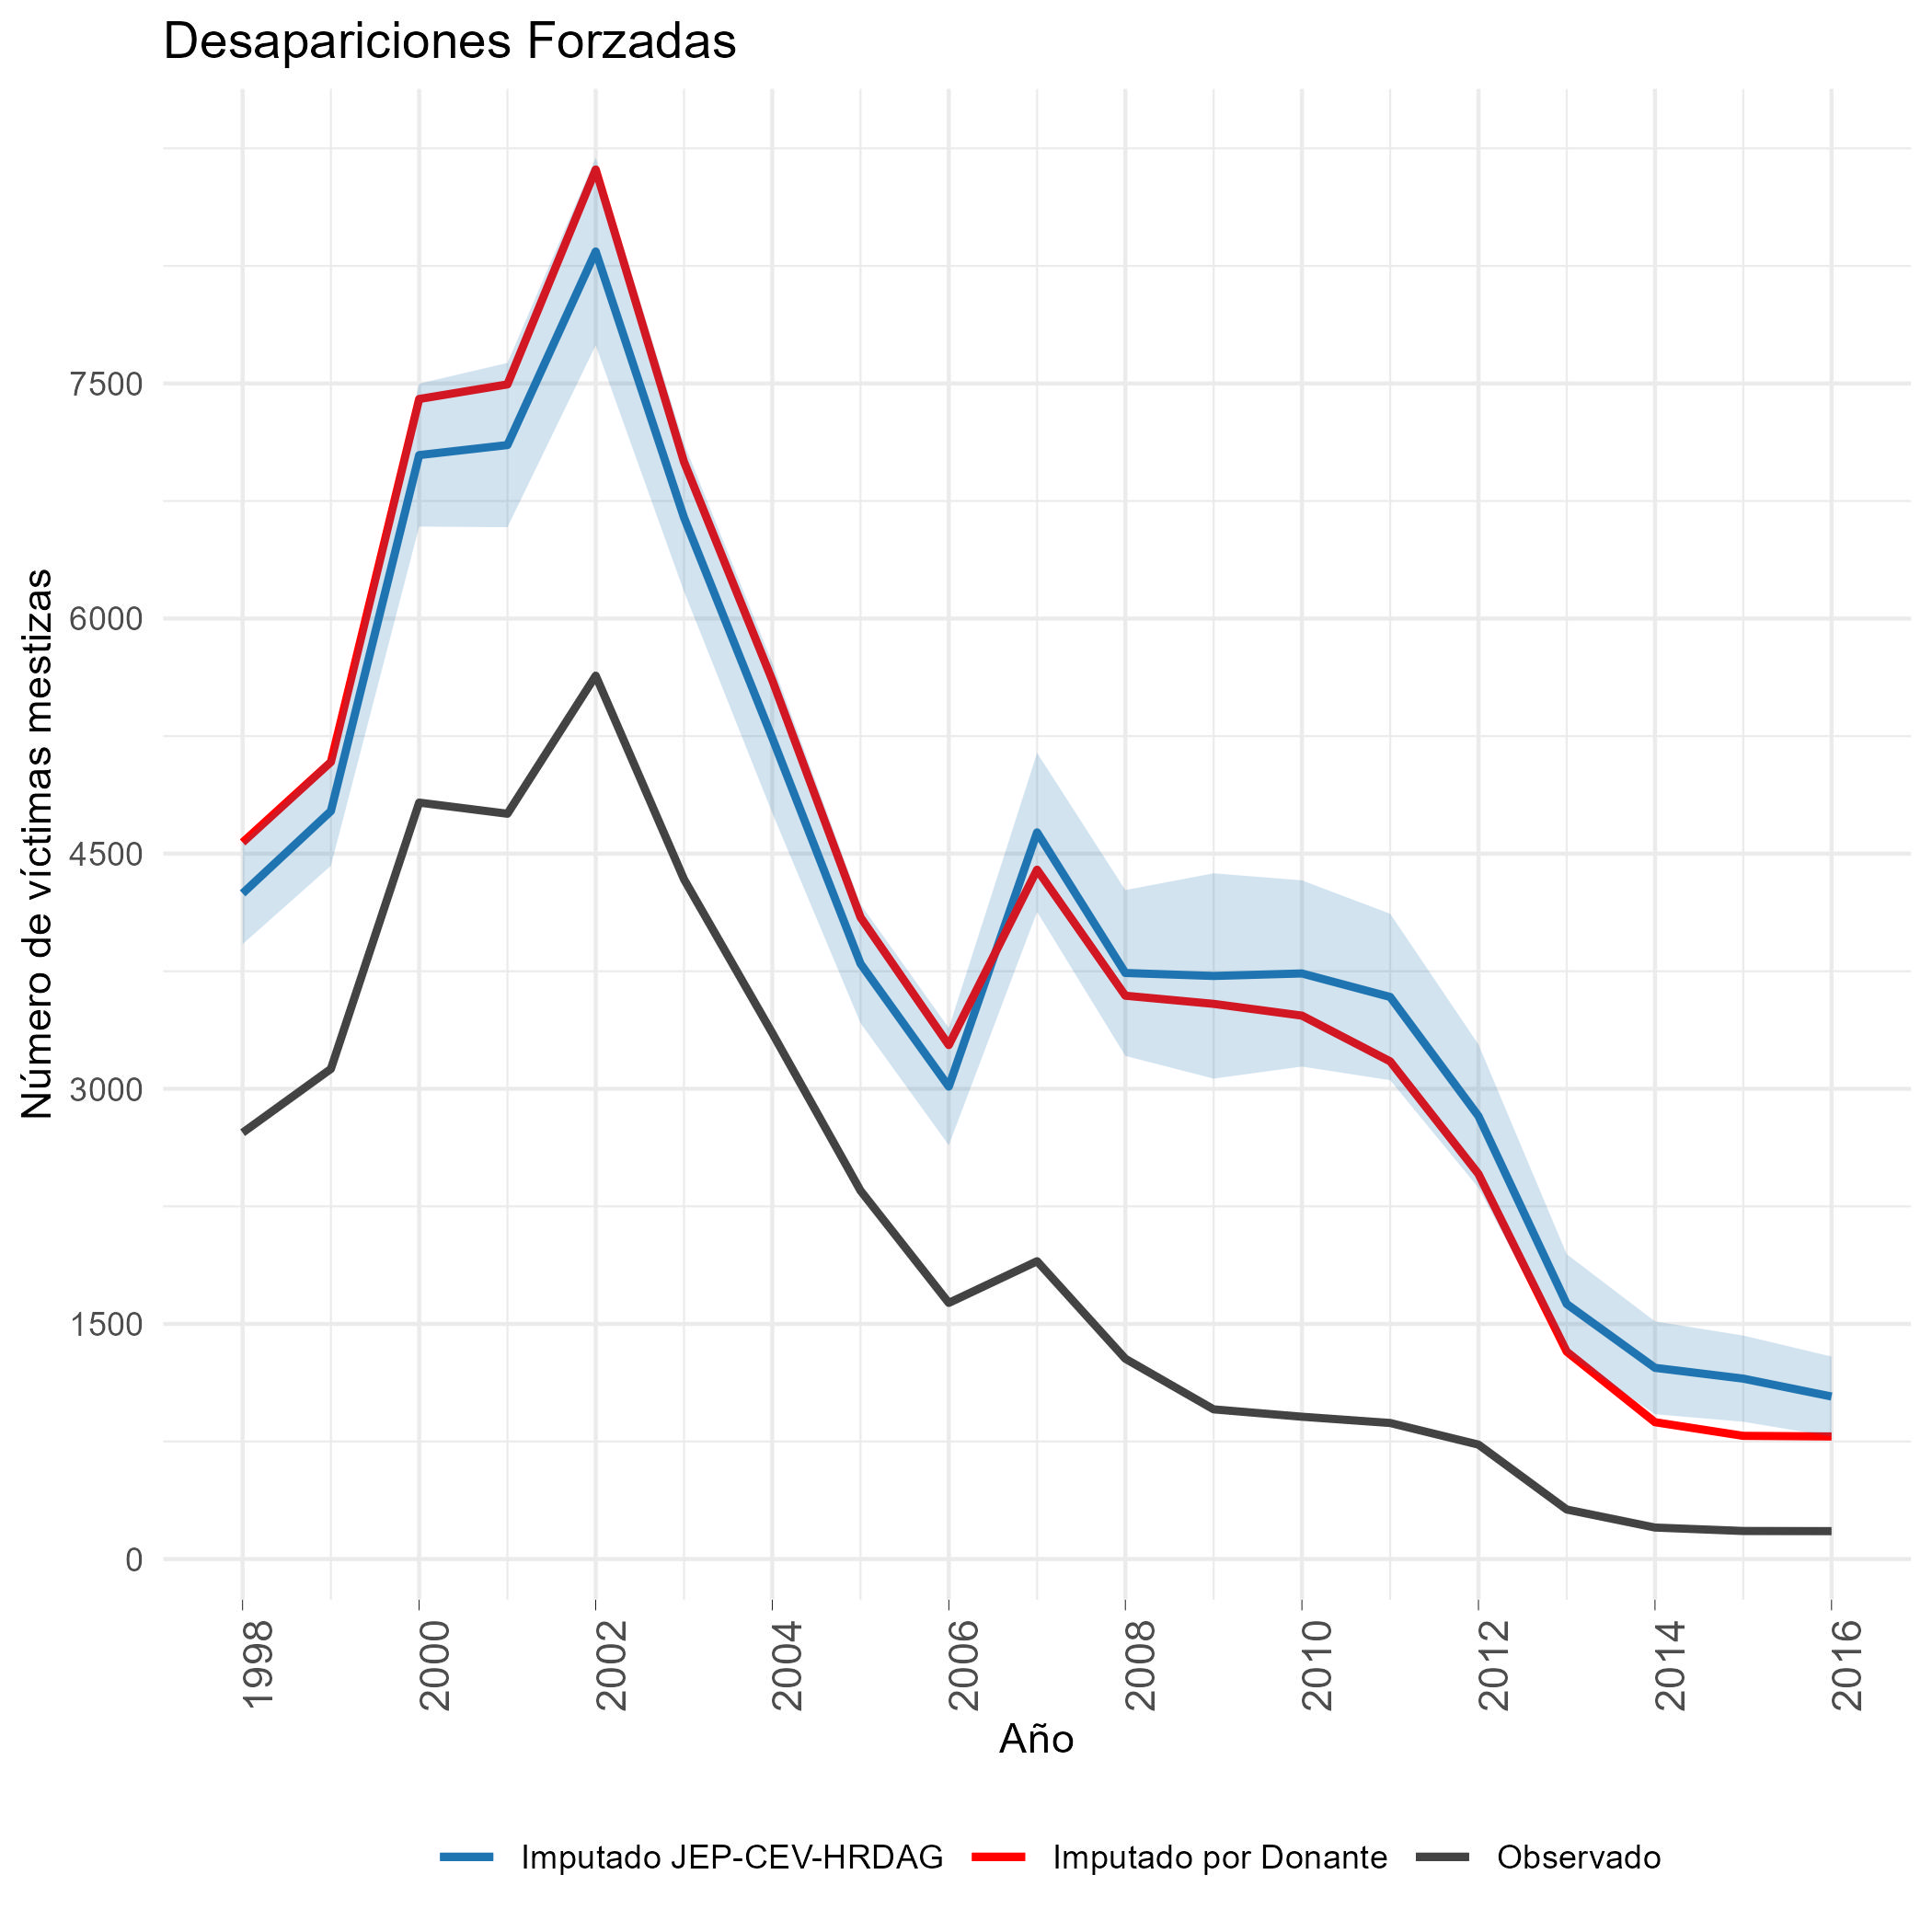 Desapariciones Forzadas
Número de víctimas mestizas
7500
6000
4500
3000
1500
0
1998
2000
2002
2004
2006
2008
2010
2012
2014
2016
Año
Imputado JEP-CEV-HRDAG
Imputado por Donante
Observado